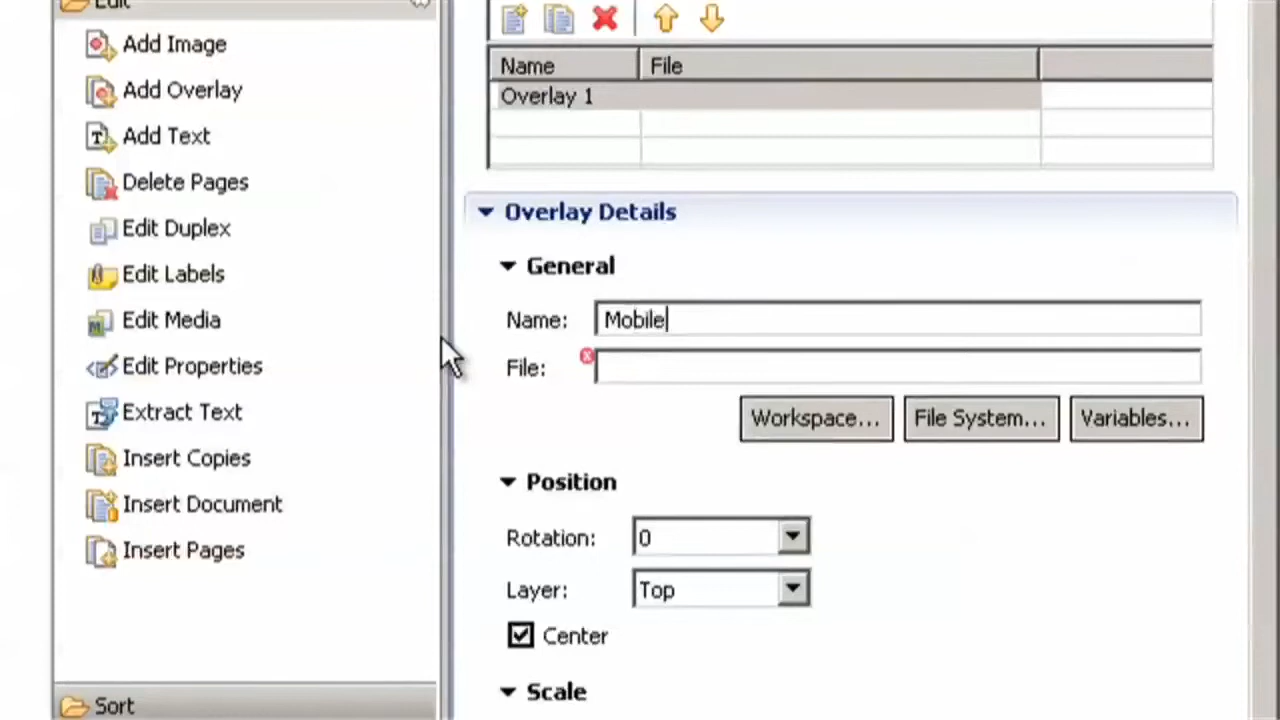 Edit
Add Image
Add Overlay
Add Text
Delete Pages
Edit Duplex
Edit Labels
Edit Media
Edit Properties
Extract Text
Insert Copies
Insert Document
Insert Pages
Sort
Name File
Overlay 1
Overlay Details
General
Name: Mobile
File:
Workspace... File System... Variables...
Position
Rotation: 0
Layer: Top
Center
Scale